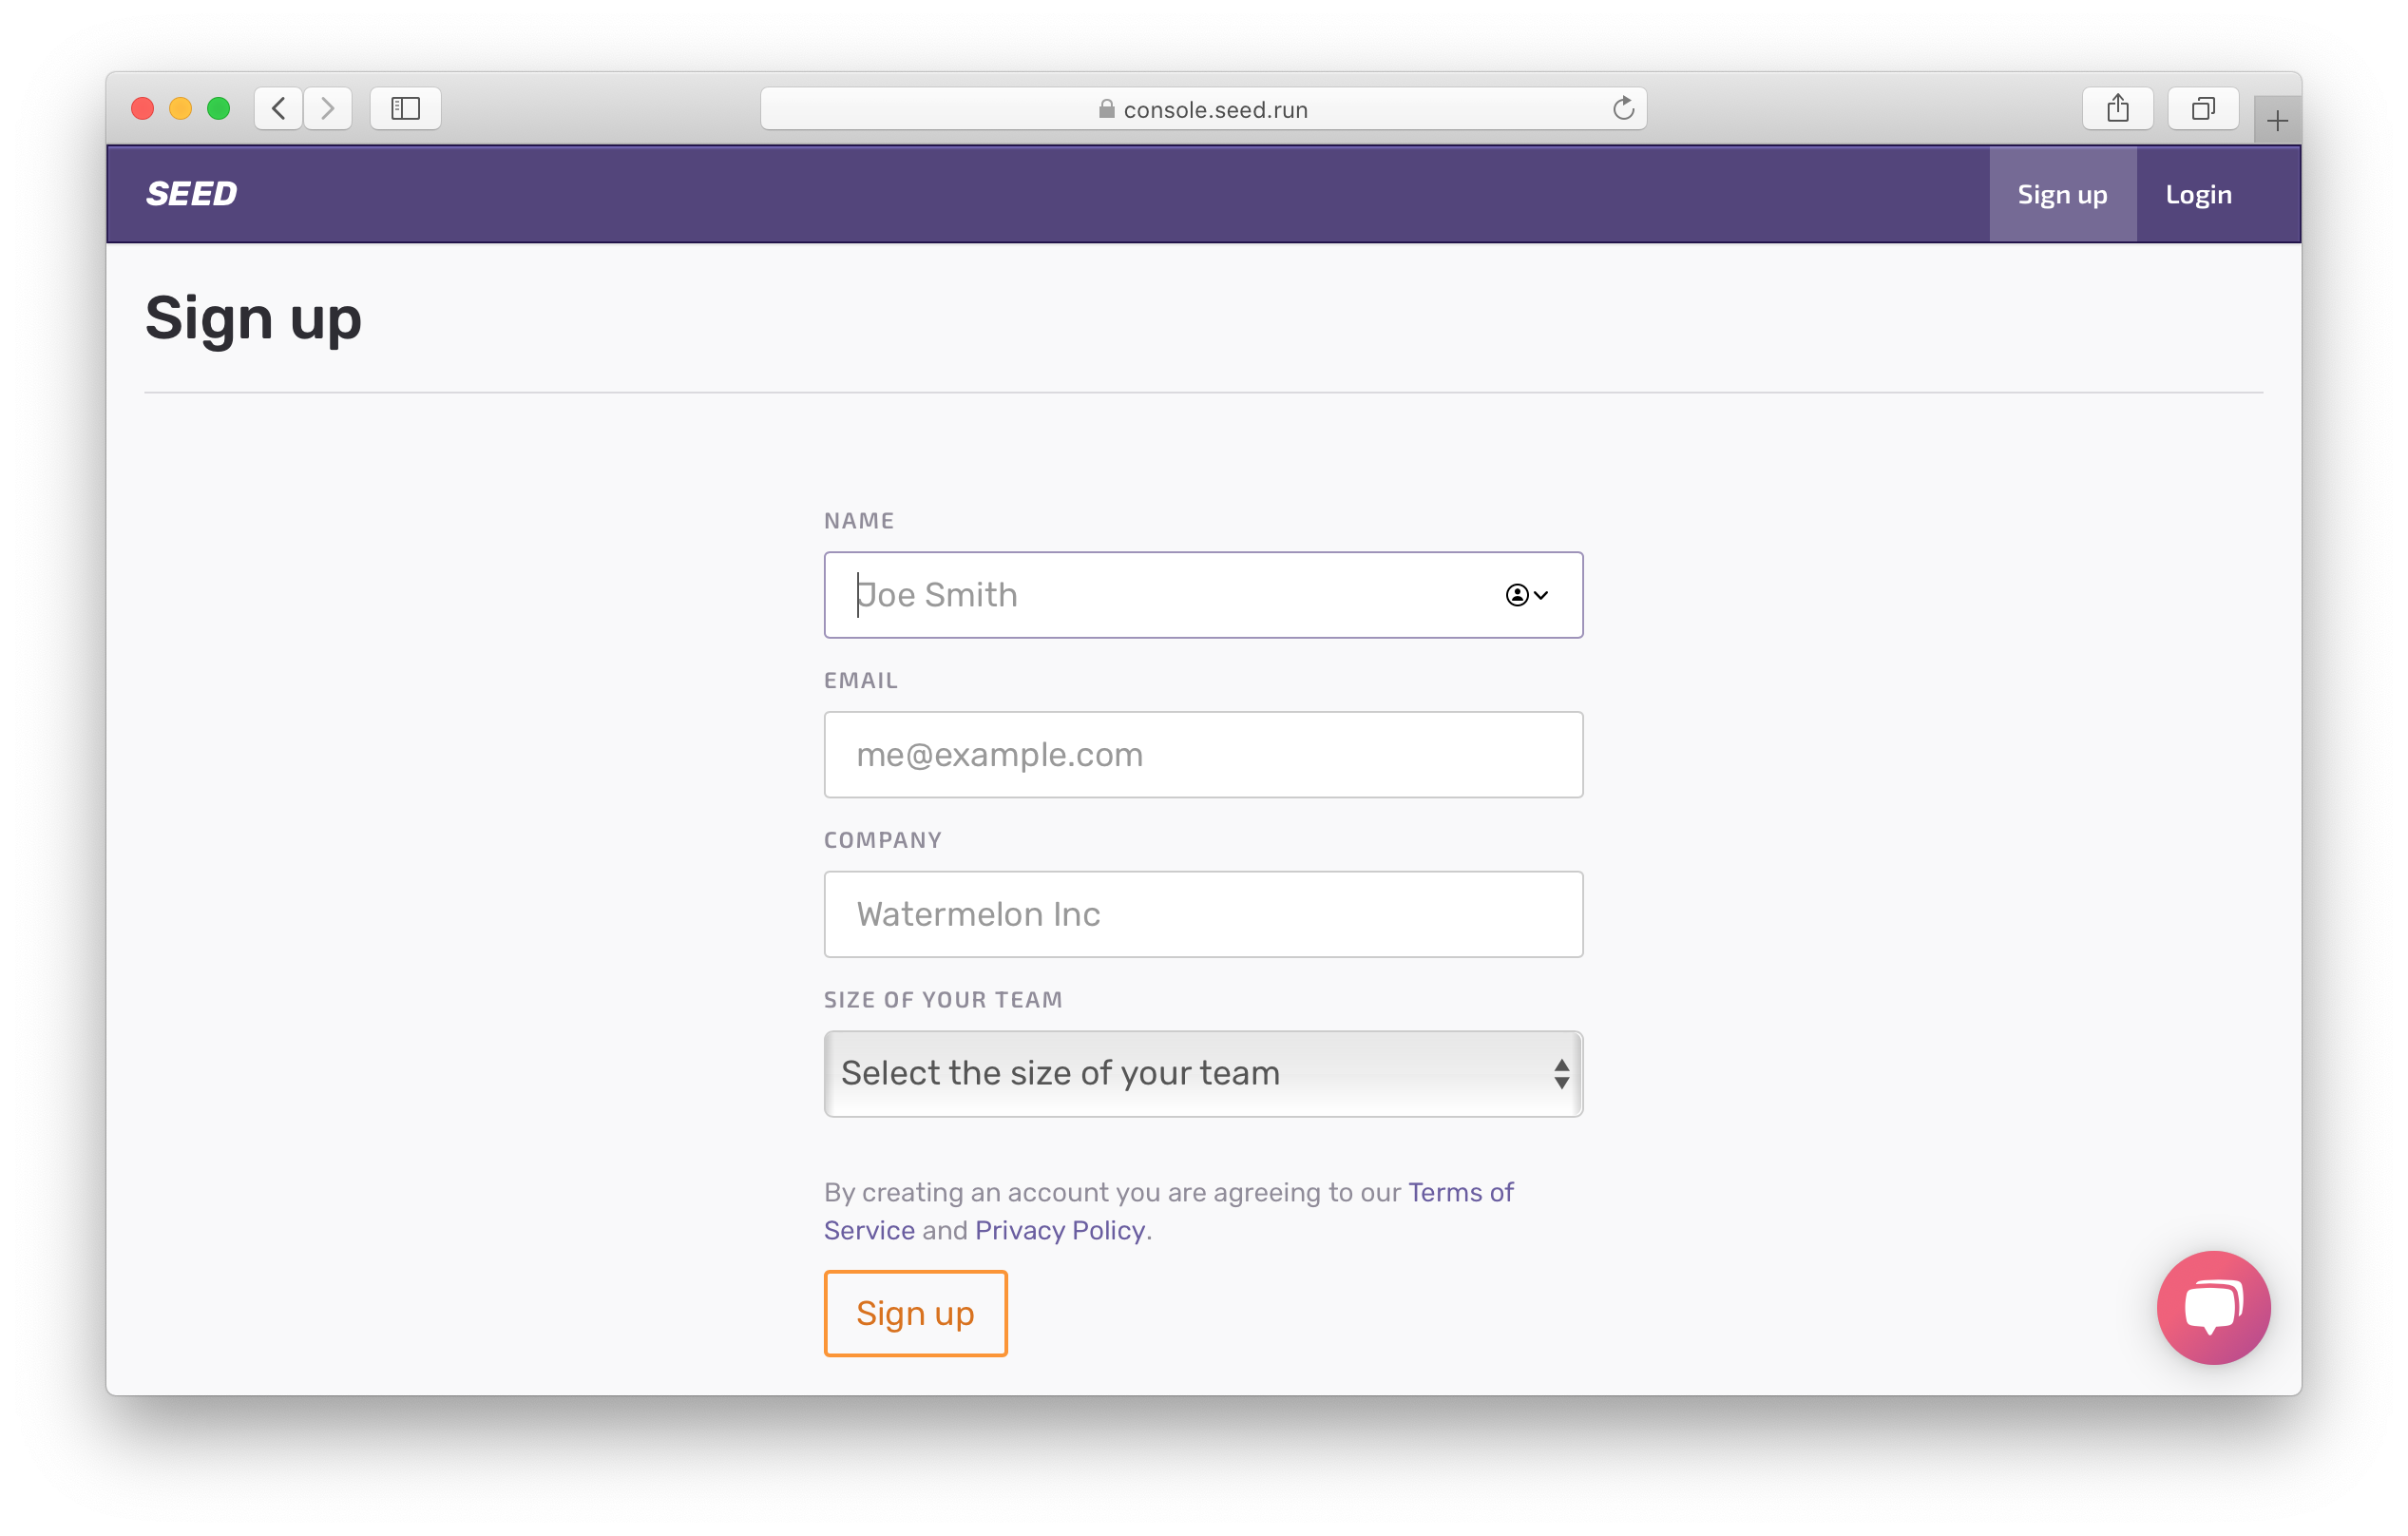 console.seed.run
SEED
Sign up
Login
Sign up
NAME
Joe Smith
EMAIL
me@example.com
COMPANY
Watermelon Inc
SIZE OF YOUR TEAM
Select the size of your team
By creating an account you are agreeing to our Terms of
Service and Privacy Policy.
Sign up